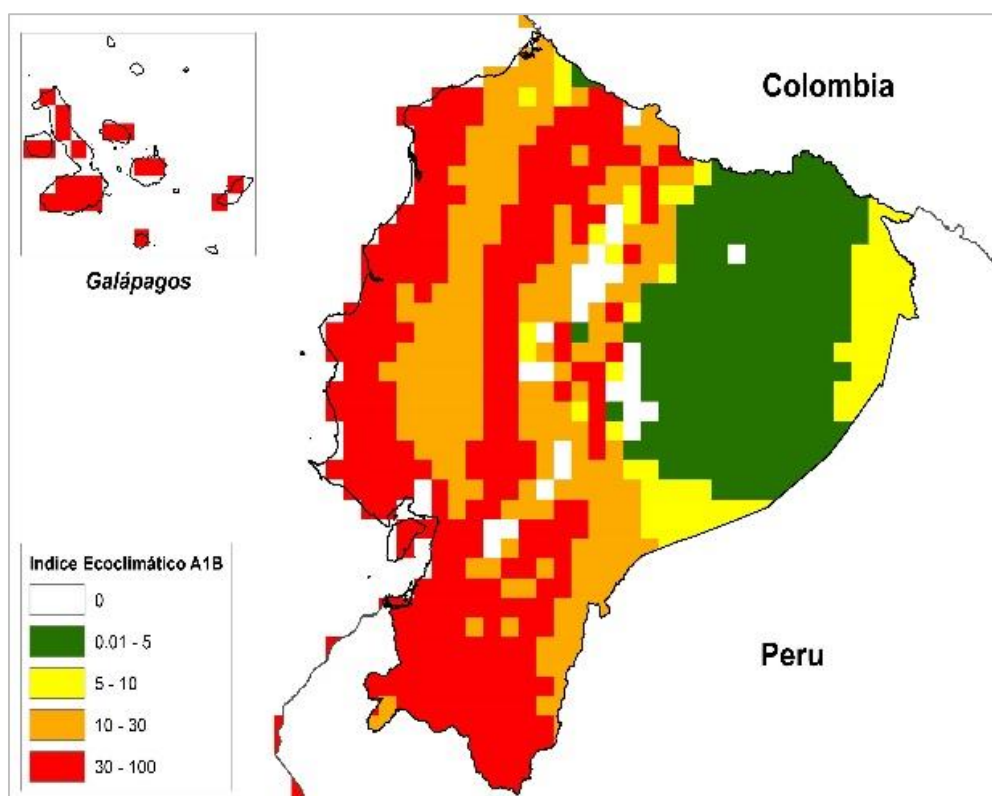 Colombia
Galápagos
Indice Ecoclimático A1B
0
0.01 - 5
5 - 10
10 - 30
30 - 100
Peru